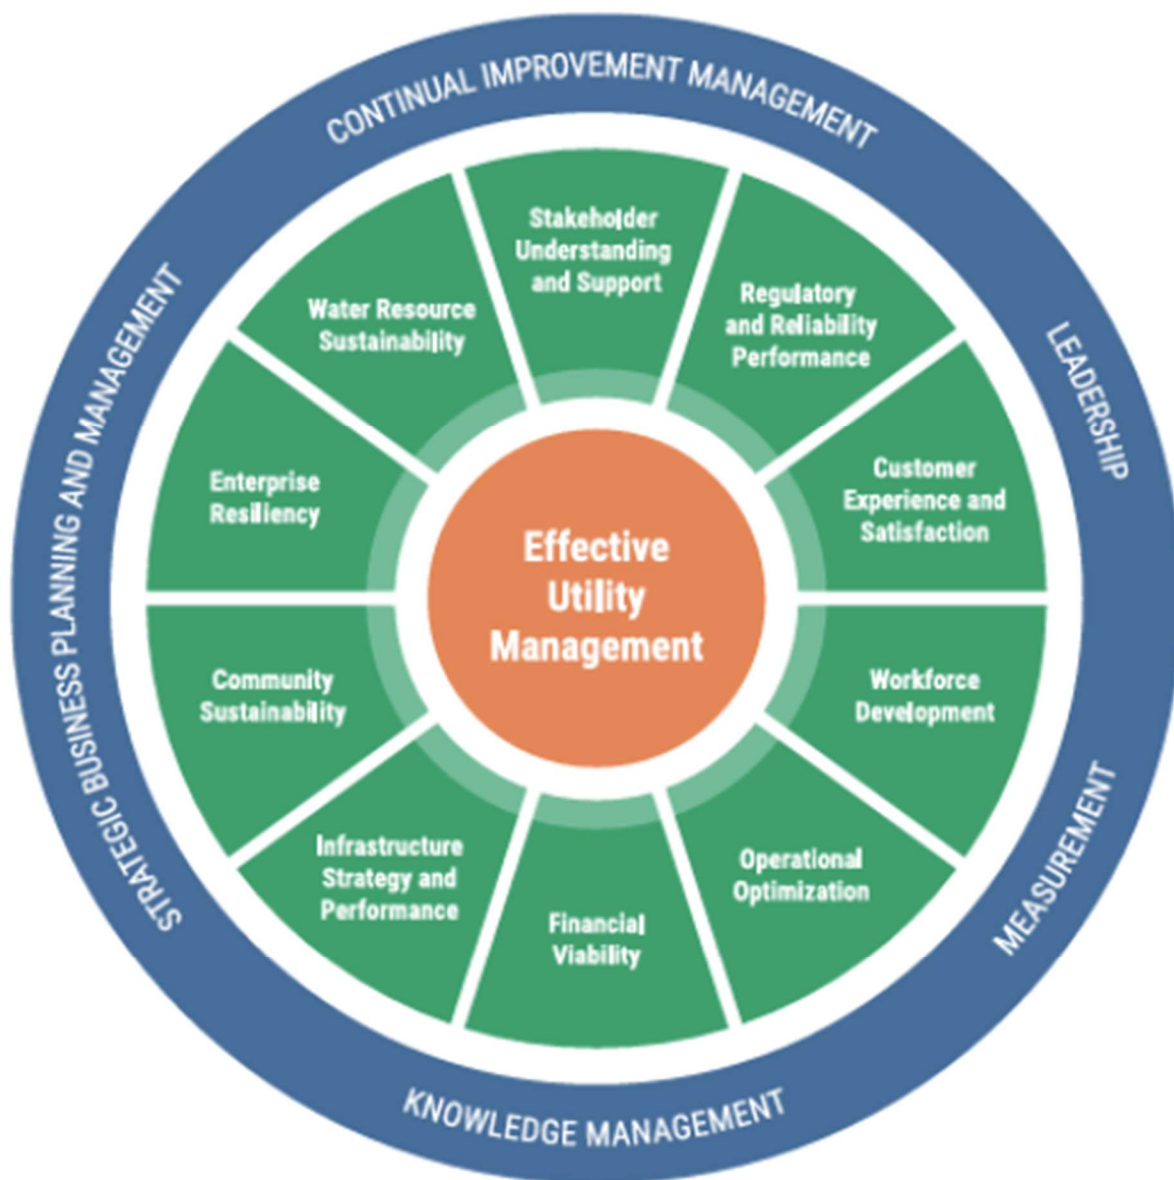 CONTINUAL IMPROVEMENT MANAGEMENT
LEADERSHIP
MEASUREMENT
KNOWLEDGE MANAGEMENT
STRATEGIC BUSINESS PLANNING AND MANAGEMENT
Stakeholder
Understanding
and Support
Regulatory
and Reliability
Performance
Customer
Experience and
Satisfaction
Workforce
Development
Operational
Optimization
Financial
Viability
Infrastructure
Strategy and
Performance
Community
Sustainability
Enterprise
Resiliency
Water Resource
Sustainability
Effective
Utility
Management